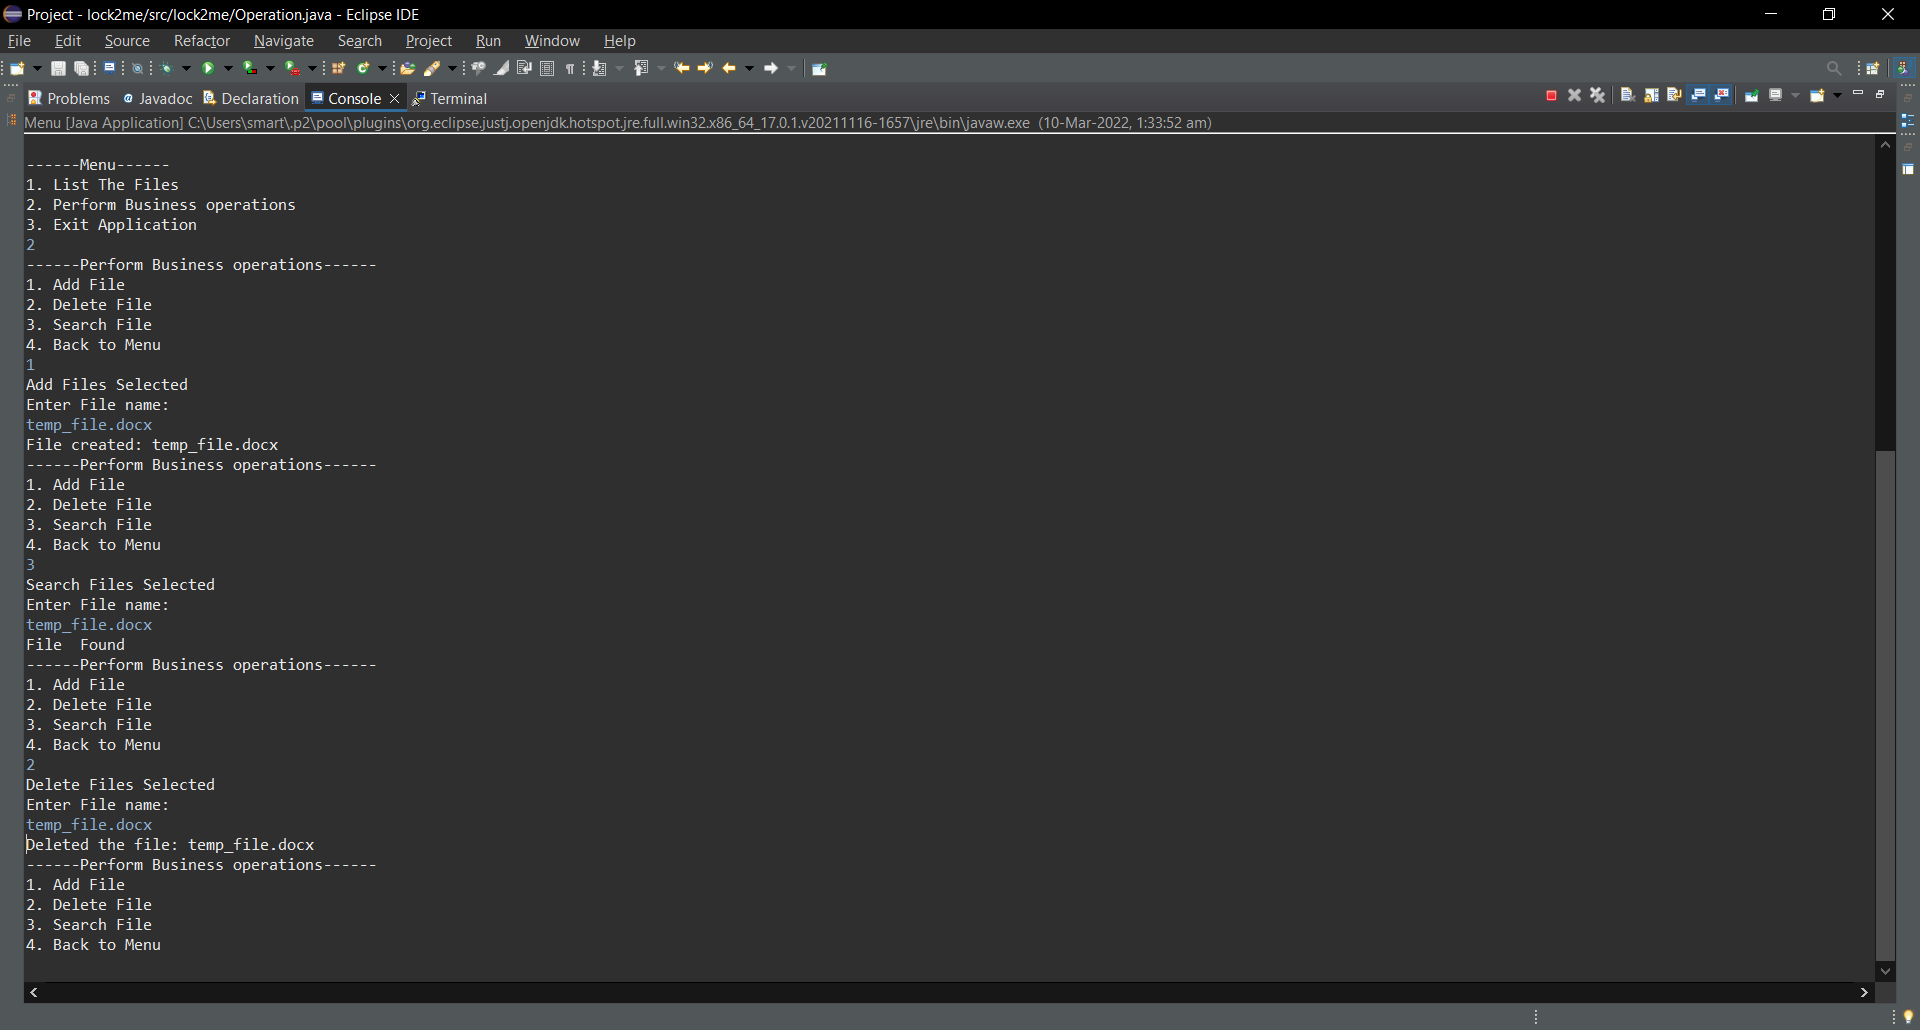 Project - lock2me/src/lock2me/Operation.java - Eclipse IDE
File Edit Source Refactor Navigate Search Project Run Window Help
Problems Javadoc Declaration Console Terminal
Menu [Java Application] C:\Users\smart\.p2\pool\plugins\org.eclipse.justj.openjdk.hotspot.jre.full.win32.x86_64_17.0.1.v20211116-1657\jre\bin\javaw.exe (10-Mar-2022, 1:33:52 am)
------Menu------
1. List The Files
2. Perform Business operations
3. Exit Application
2
------Perform Business operations------
1. Add File
2. Delete File
3. Search File
4. Back to Menu
1
Add Files Selected
Enter File name:
temp_file.docx
File created: temp_file.docx
------Perform Business operations------
1. Add File
2. Delete File
3. Search File
4. Back to Menu
3
Search Files Selected
Enter File name:
temp_file.docx
File  Found
------Perform Business operations------
1. Add File
2. Delete File
3. Search File
4. Back to Menu
2
Delete Files Selected
Enter File name:
temp_file.docx
Deleted the file: temp_file.docx
------Perform Business operations------
1. Add File
2. Delete File
3. Search File
4. Back to Menu